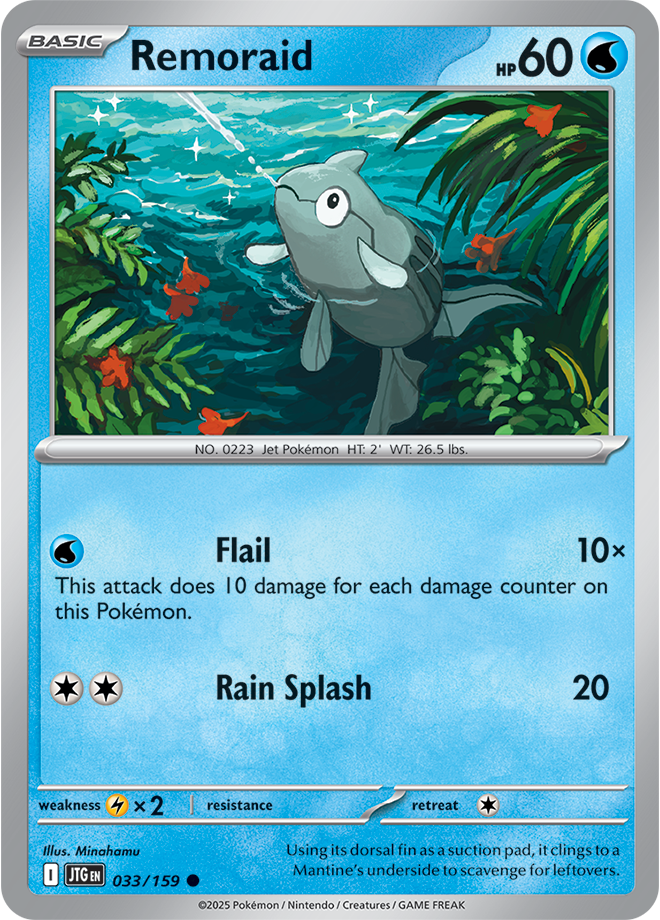 BASIC Remoraid HP60
NO. 0223 Jet Pokémon HT: 2' WT: 26.5 lbs.
Flail 10×
This attack does 10 damage for each damage counter on
this Pokémon.
Rain Splash 20
weakness ×2 resistance retreat
Illus. Minahamu
Using its dorsal fin as a suction pad, it clings to a
Mantine's underside to scavenge for leftovers.
I JTG EN 033/159
©2025 Pokémon / Nintendo / Creatures / GAME FREAK